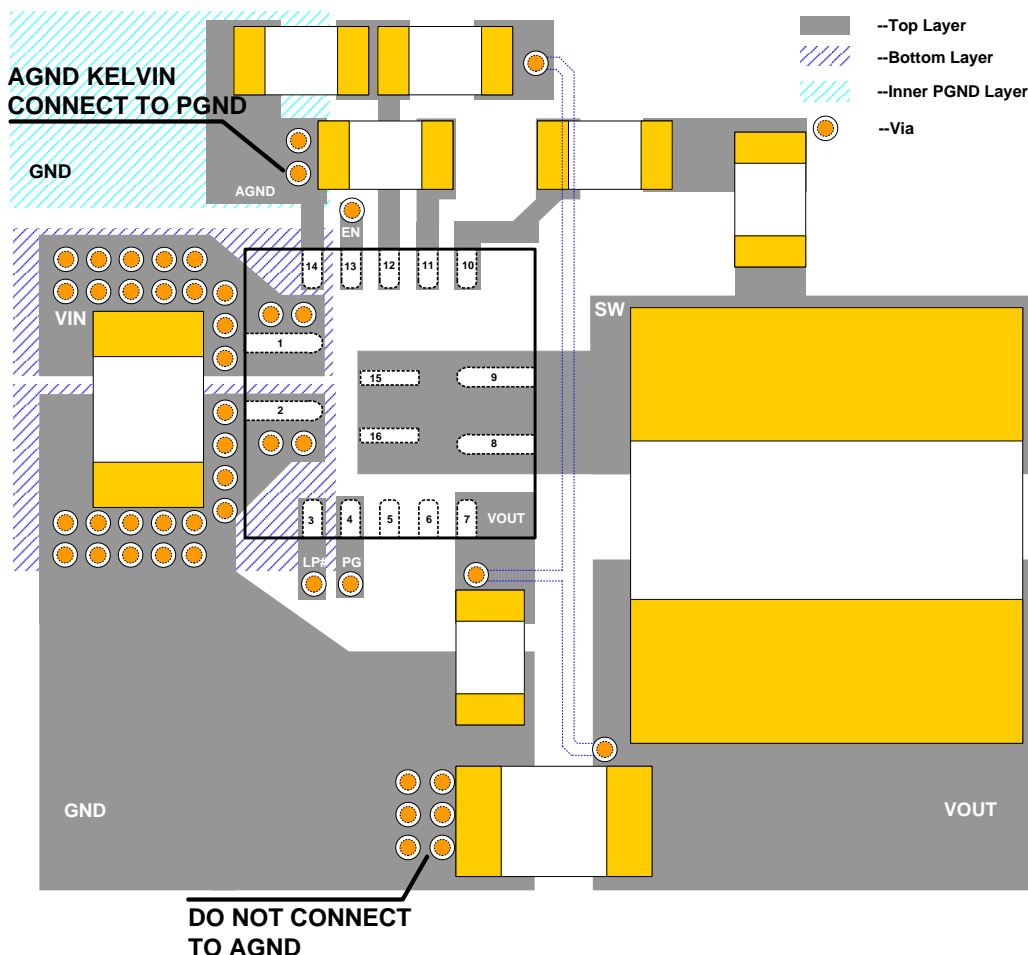 --Top Layer
--Bottom Layer
--Inner PGND Layer
--Via
AGND KELVIN
CONNECT TO PGND
GND
AGND
EN
14 13 12 11 10
VIN
SW
1
15 9
2
16 8
3 4 5 6 7 VOUT
LP# PG
GND
VOUT
DO NOT CONNECT
TO AGND